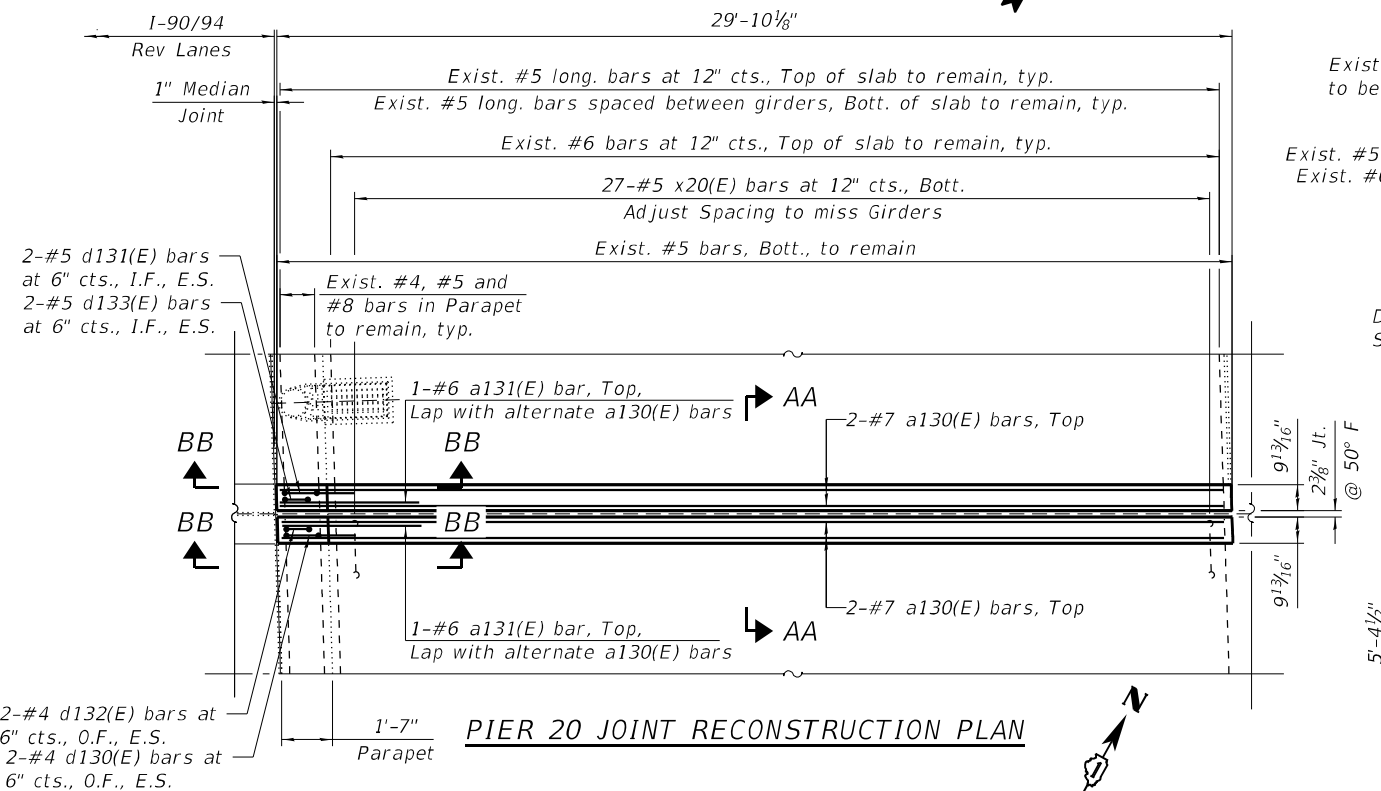 I-90/94
Rev Lanes
29'-10⅛"
1" Median
Joint
Exist. #5 long. bars at 12" cts., Top of slab to remain, typ.
Exist. #5 long. bars spaced between girders, Bott. of slab to remain, typ.
Exist. #6 bars at 12" cts., Top of slab to remain, typ.
27-#5 x20(E) bars at 12" cts., Bott.
Adjust Spacing to miss Girders
Exist. #5 bars, Bott., to remain
Exist
to be
Exist. #5
Exist. #6
2-#5 d131(E) bars
at 6" cts., I.F., E.S.
2-#5 d133(E) bars
at 6" cts., I.F., E.S.
Exist. #4, #5 and
#8 bars in Parapet
to remain, typ.
1-#6 a131(E) bar, Top,
Lap with alternate a130(E) bars
AA
2-#7 a130(E) bars, Top
BB
BB
BB
BB
9 13/16"
2⅜" Jt.
@ 50° F
9 13/16"
2-#7 a130(E) bars, Top
1-#6 a131(E) bar, Top,
Lap with alternate a130(E) bars
AA
5'-4½"
2-#4 d132(E) bars at
6" cts., O.F., E.S.
2-#4 d130(E) bars at
6" cts., O.F., E.S.
1'-7"
Parapet
PIER 20 JOINT RECONSTRUCTION PLAN
N